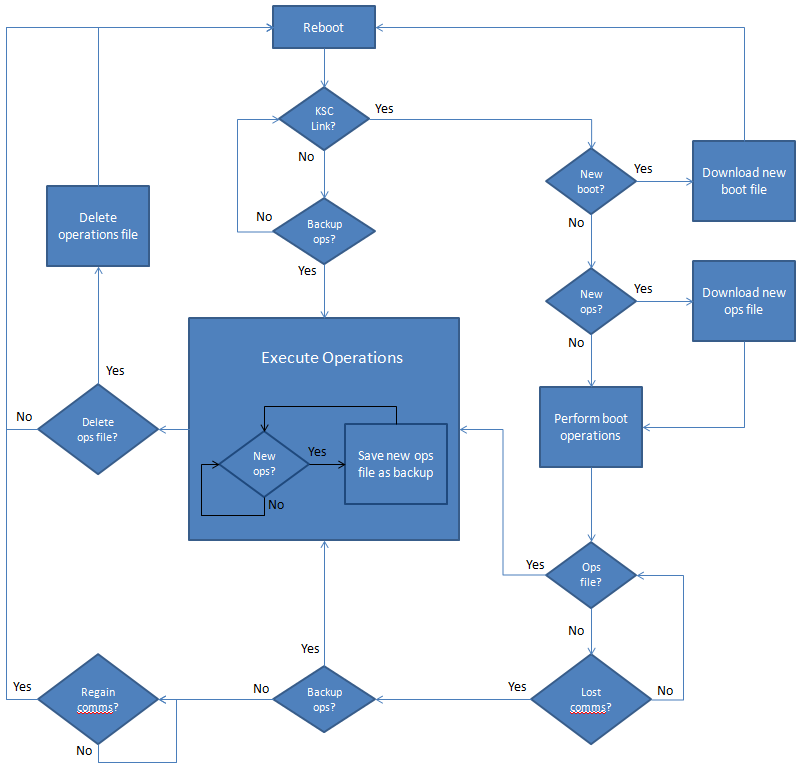 Reboot
KSC
Link?
Yes
No
New
boot?
Yes
Download new
boot file
No
Delete
operations file
Backup
ops?
No
Yes
New
ops?
Yes
Download new
ops file
No
Execute Operations
Yes
Delete
ops file?
No
New
ops?
Yes
Save new ops
file as backup
No
Perform boot
operations
Ops
file?
Yes
No
Lost
comms?
Yes
No
Backup
ops?
Yes
No
Regain
comms?
Yes
No